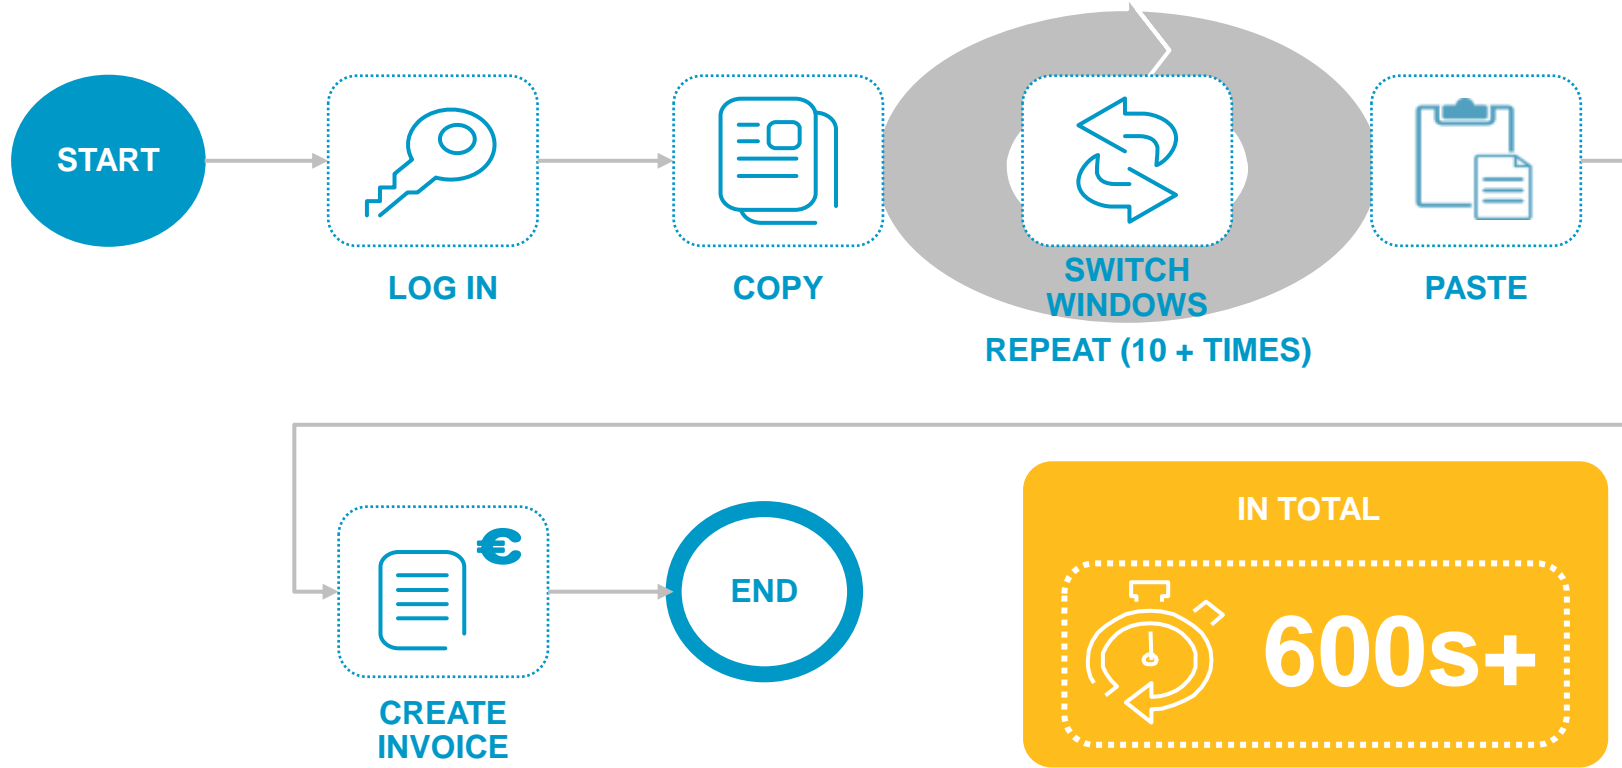 START
LOG IN
COPY
SWITCH
WINDOWS
REPEAT (10 + TIMES)
PASTE
€
CREATE
INVOICE
END
IN TOTAL
600s+